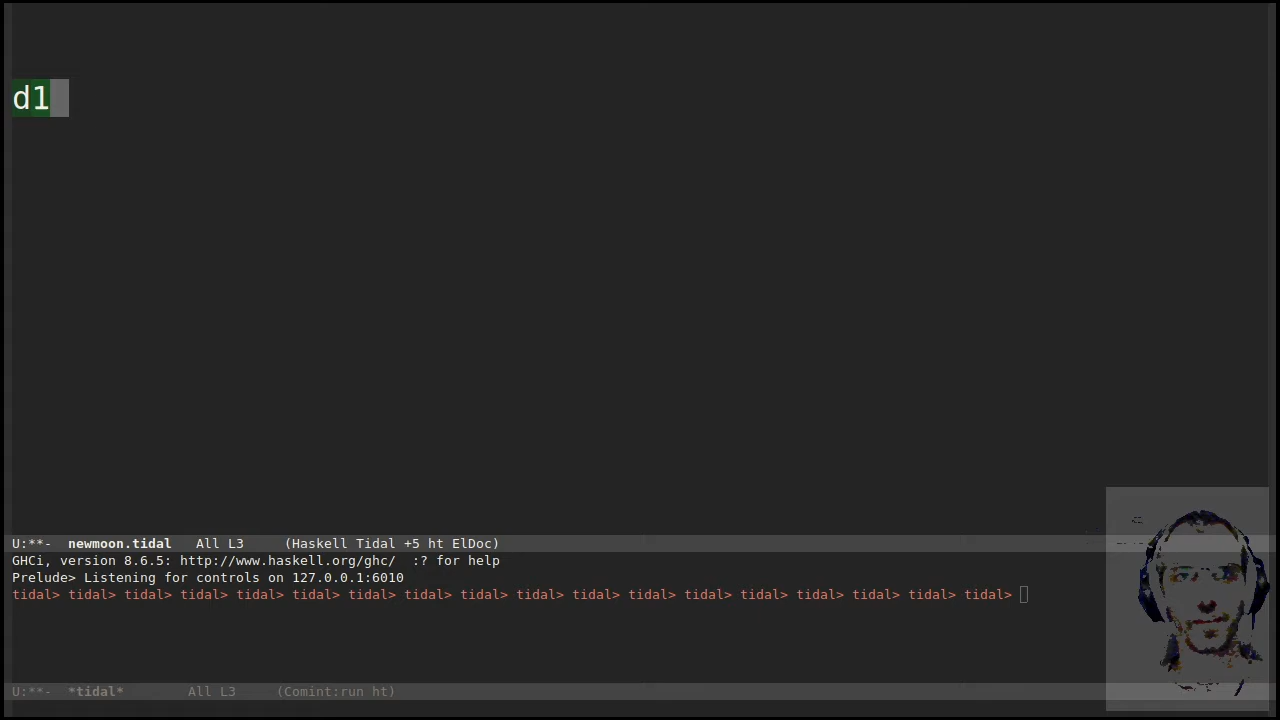 d1
U:**-  newmoon.tidal   All L3     (Haskell Tidal +5 ht ElDoc)
GHCi, version 8.6.5: http://www.haskell.org/ghc/  :? for help
Prelude> Listening for controls on 127.0.0.1:6010
tidal> tidal> tidal> tidal> tidal> tidal> tidal> tidal> tidal> tidal> tidal> tidal> tidal> tidal> tidal> tidal> tidal> tidal>
U:**-  *tidal*        All L3     (Comint:run ht)